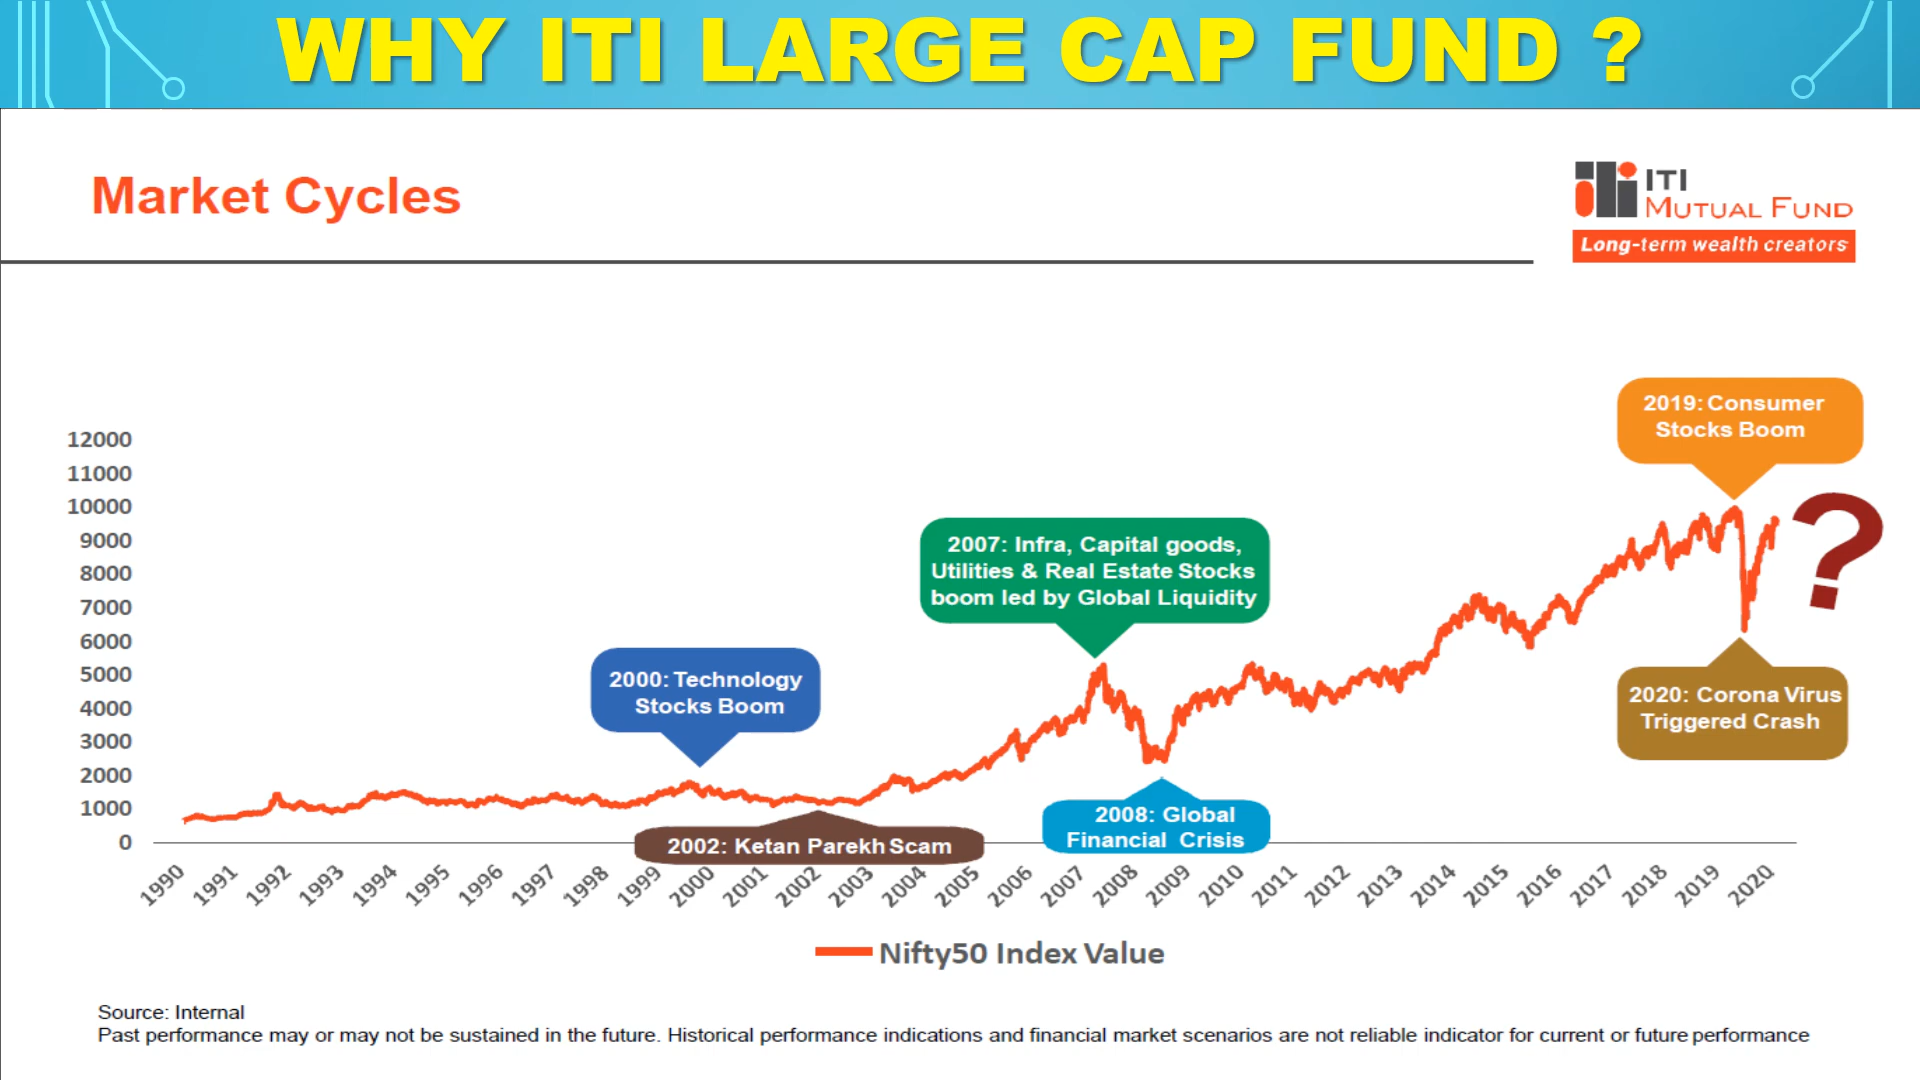 WHY ITI LARGE CAP FUND ?
Market Cycles
ITI
MUTUAL FUND
Long-term wealth creators
2019: Consumer
Stocks Boom
2007: Infra, Capital goods,
Utilities & Real Estate Stocks
boom led by Global Liquidity
2000: Technology
Stocks Boom
?
2020: Corona Virus
Triggered Crash
2008: Global
Financial Crisis
2002: Ketan Parekh Scam
12000
11000
10000
9000
8000
7000
6000
5000
4000
3000
2000
1000
0
1990 1991 1992 1993 1994 1995 1996 1997 1998 1999 2000 2001 2002 2003 2004 2005 2006 2007 2008 2009 2010 2011 2012 2013 2014 2015 2016 2017 2018 2019 2020
Nifty50 Index Value
Source: Internal
Past performance may or may not be sustained in the future. Historical performance indications and financial market scenarios are not reliable indicator for current or future performance